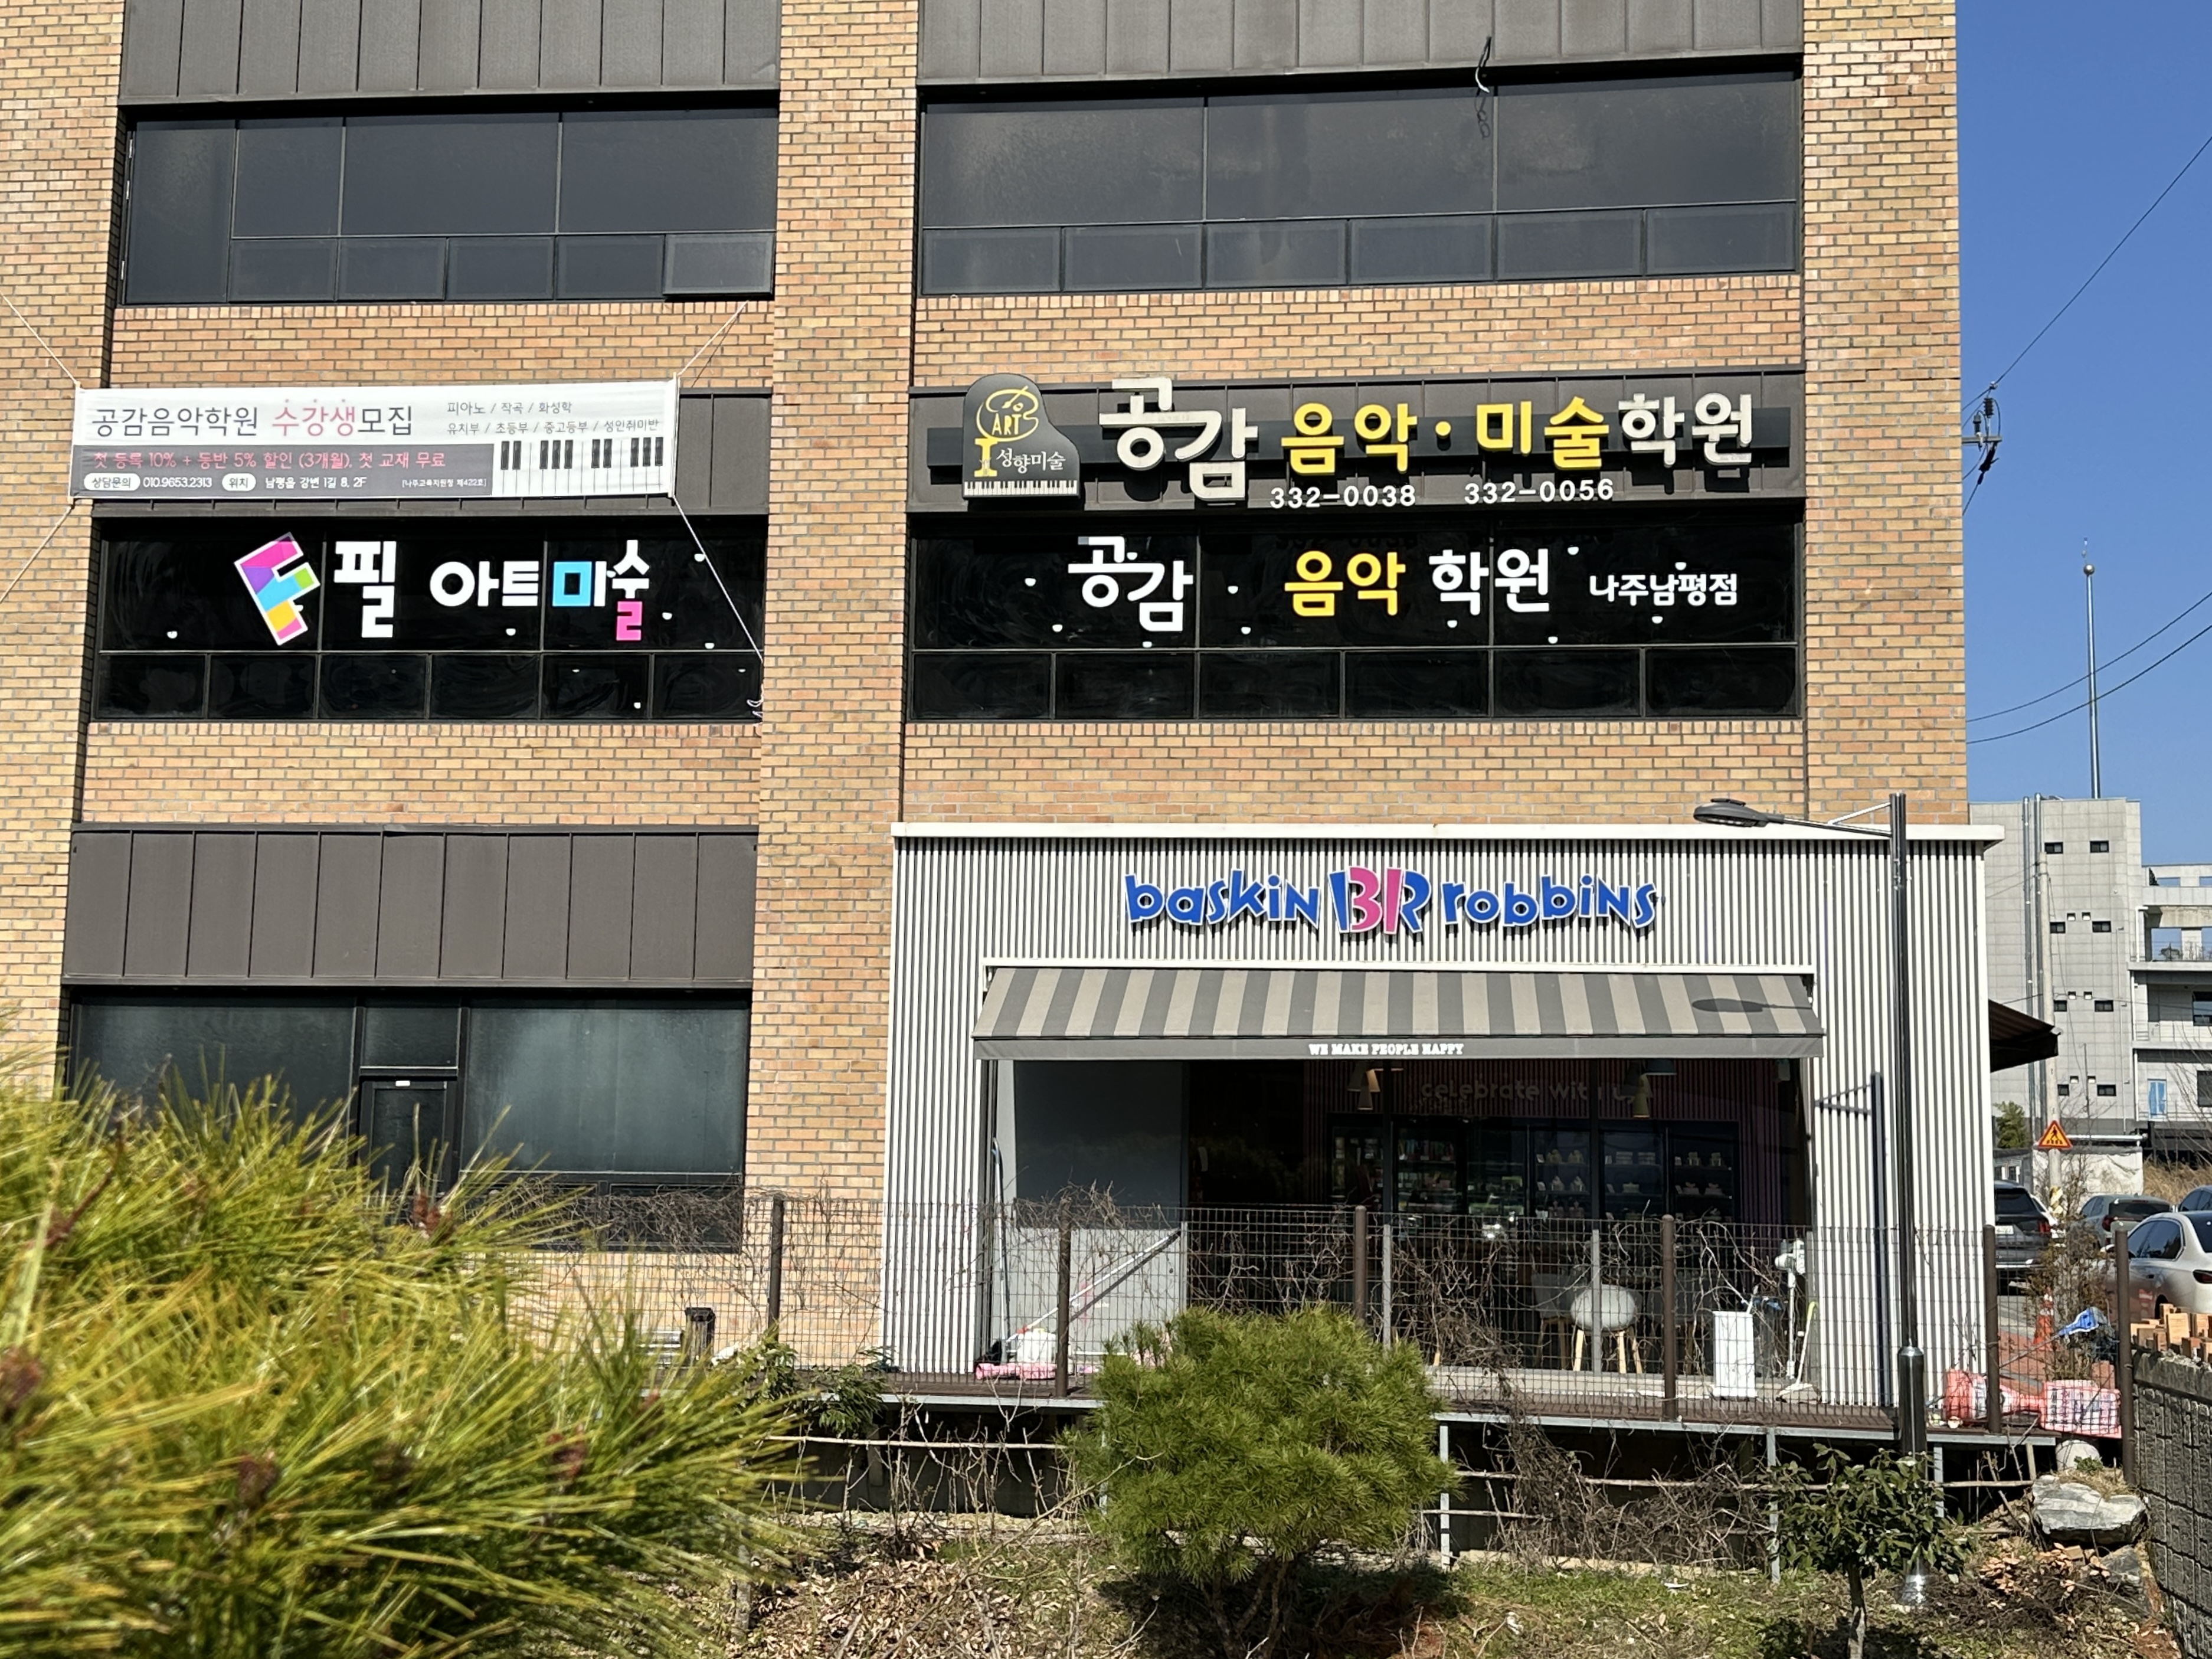 공감음악학원 수강생모집
피아노 / 작곡 / 화성학
유치부 / 초등부 / 중고등부 / 성인취미반
첫 등록 10% + 동반 5% 할인 (3개월), 첫 교재 무료
상담문의 010.9653.2313 위치 남평읍 강변 1길 8, 2F
ART
성향미술
공감 음악·미술학원
332-0038 332-0056
필 아트미술
공감 음악 학원 나주남평점
baskin BR robbins
WE MAKE PEOPLE HAPPY
celebrate with